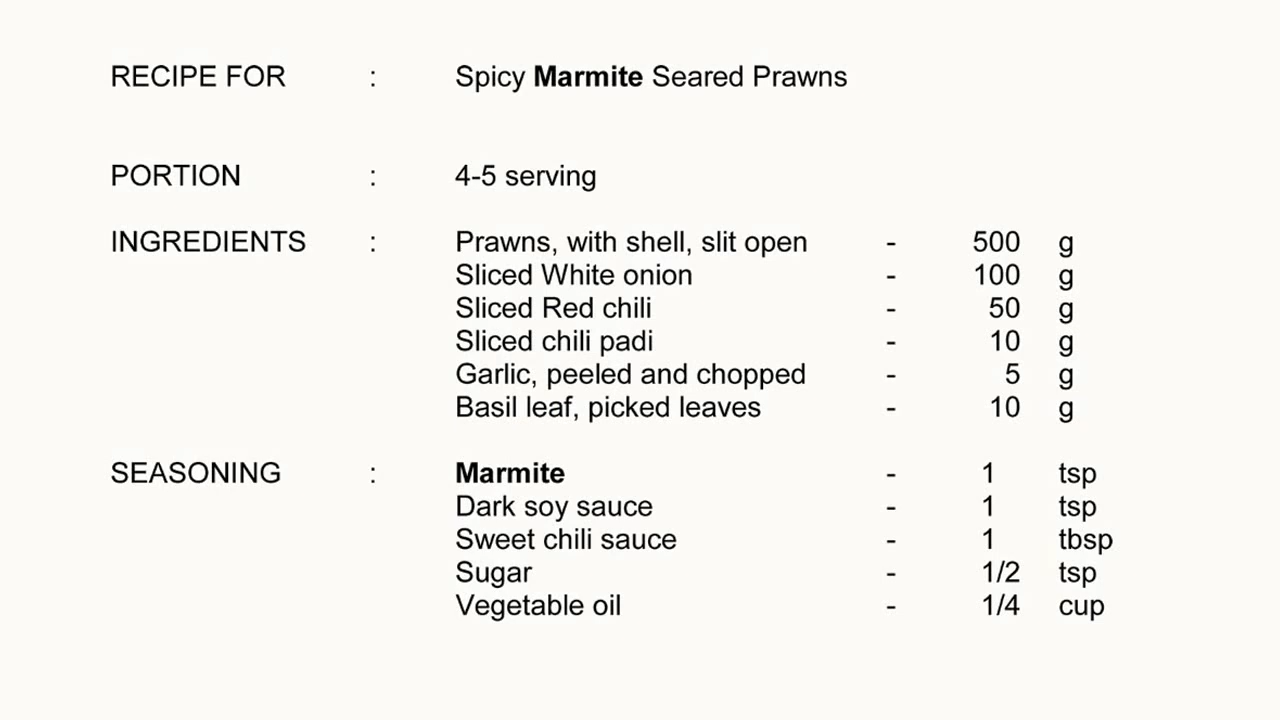 RECIPE FOR : Spicy Marmite Seared Prawns
PORTION : 4-5 serving
INGREDIENTS : Prawns, with shell, slit open - 500 g
Sliced White onion - 100 g
Sliced Red chili - 50 g
Sliced chili padi - 10 g
Garlic, peeled and chopped - 5 g
Basil leaf, picked leaves - 10 g
SEASONING : Marmite - 1 tsp
Dark soy sauce - 1 tsp
Sweet chili sauce - 1 tbsp
Sugar - 1/2 tsp
Vegetable oil - 1/4 cup